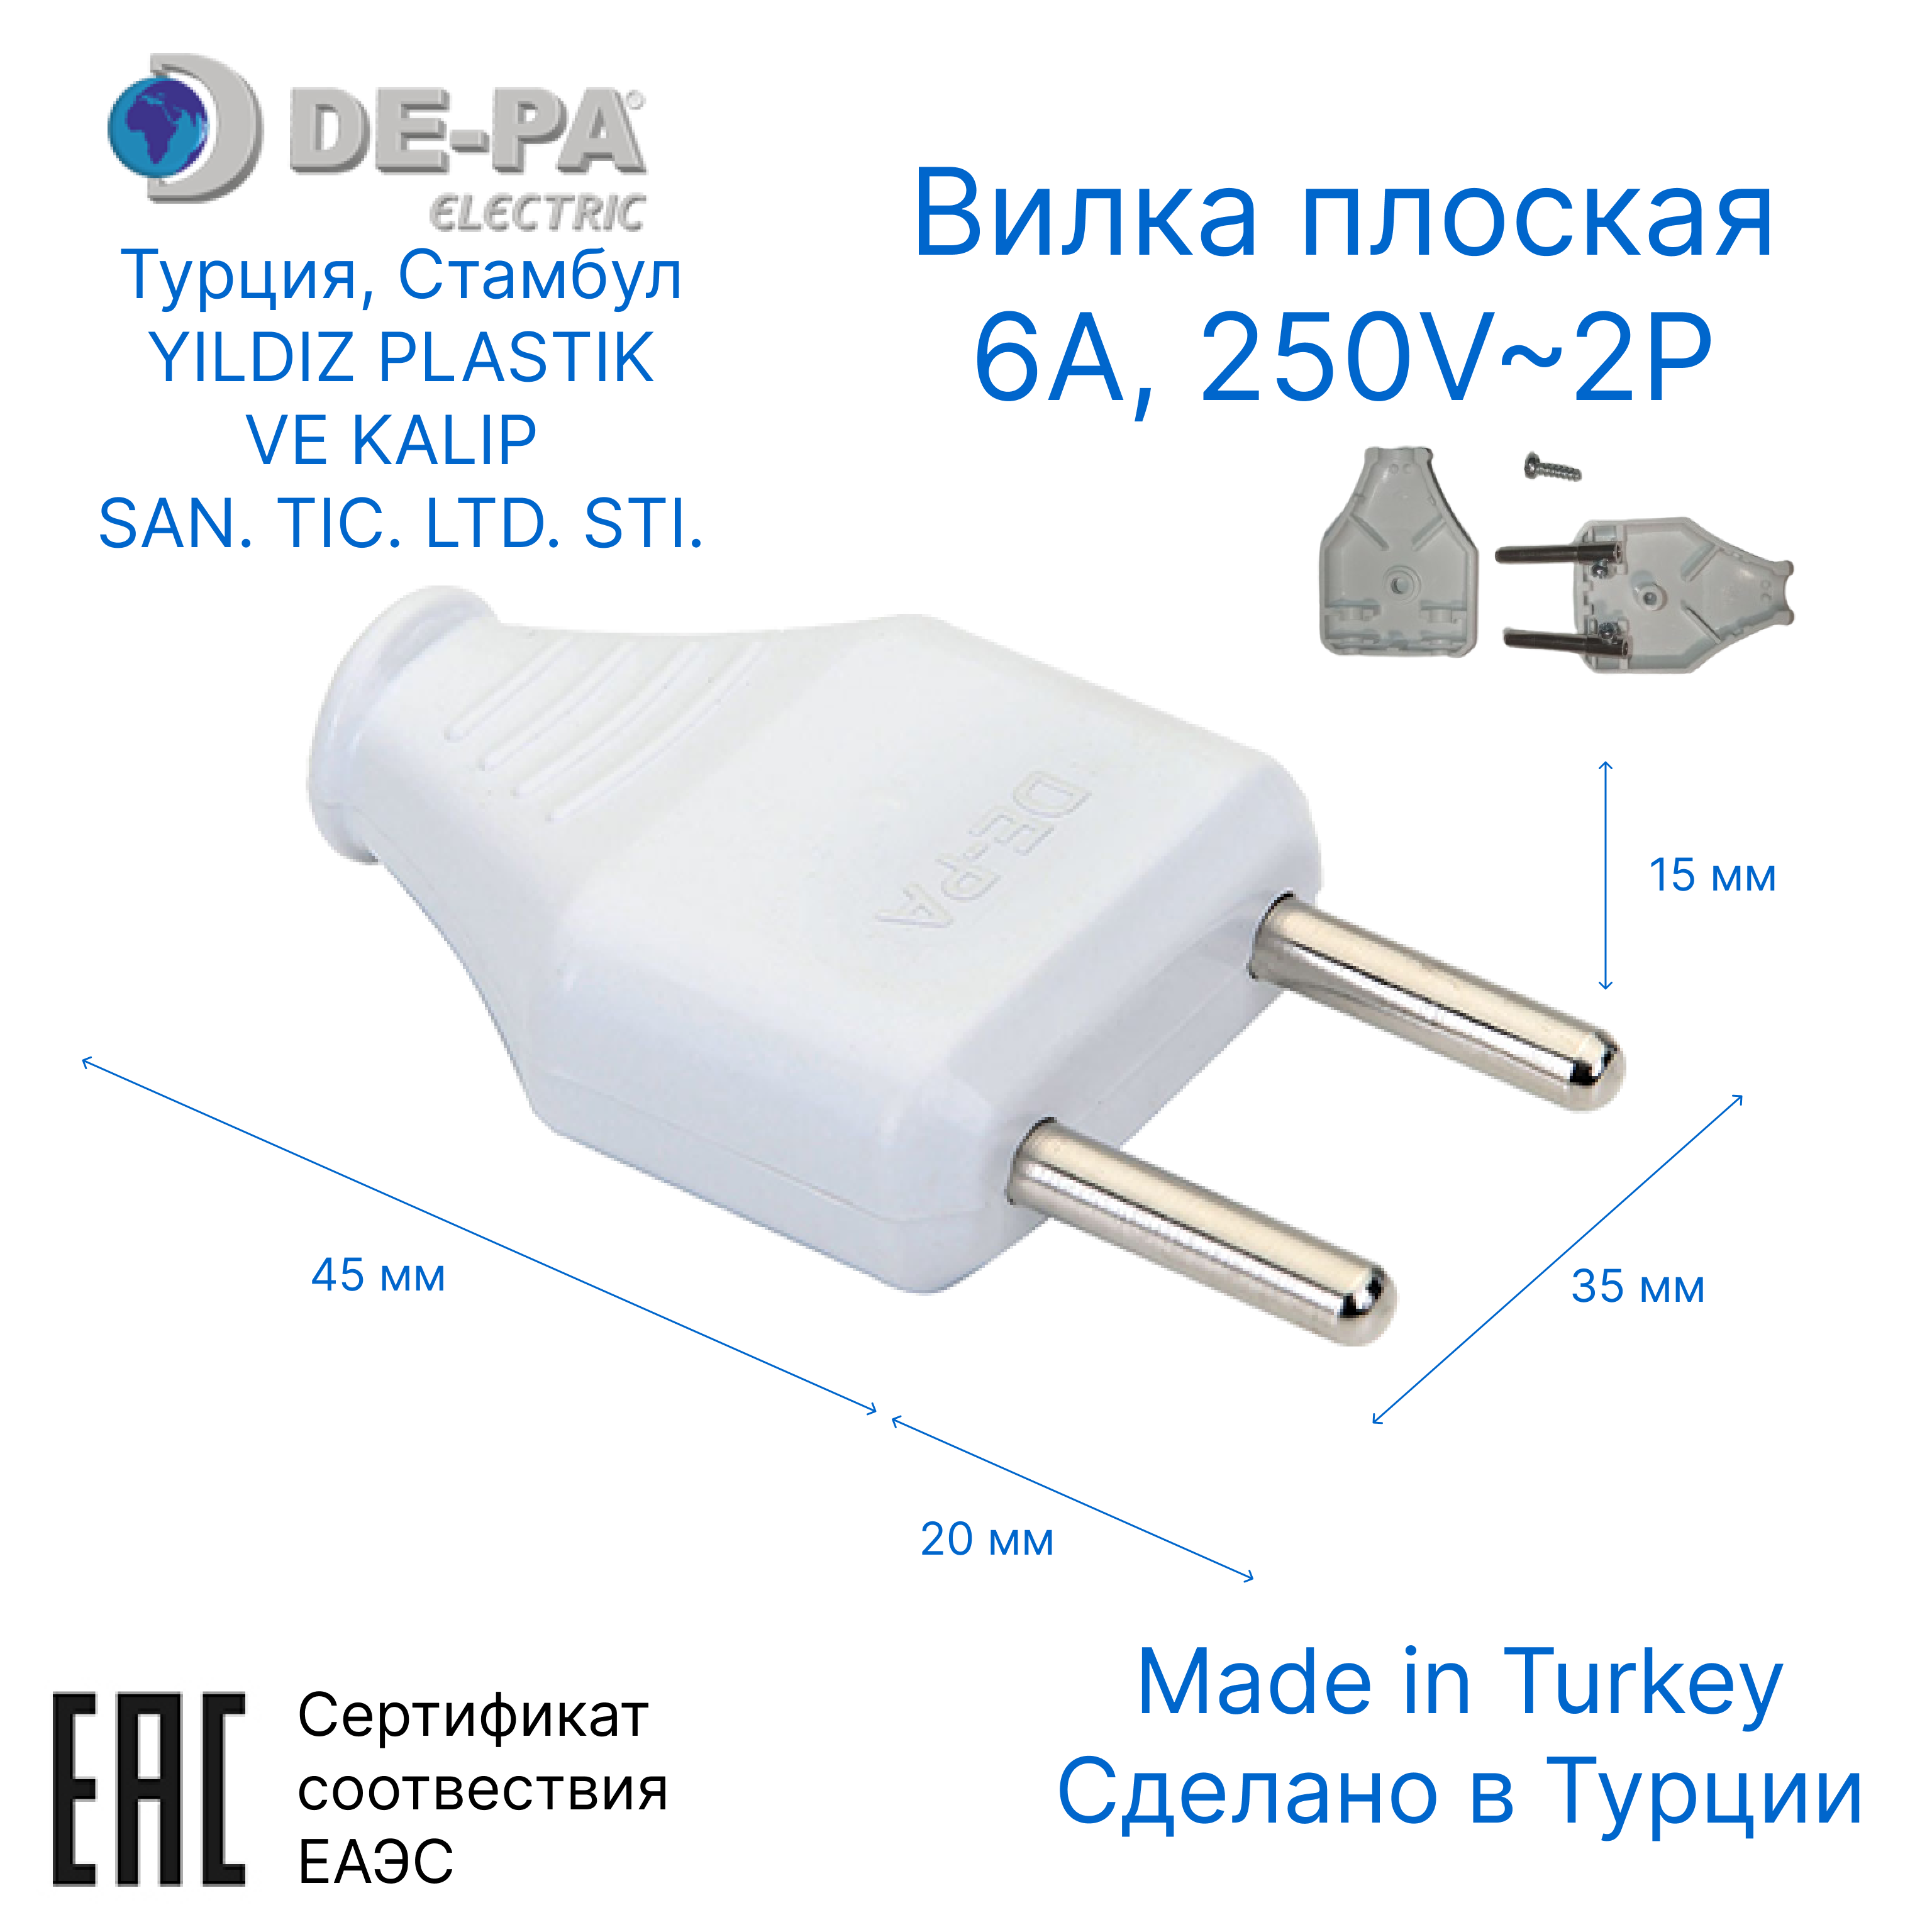 DE-PA
ELECTRIC
Турция, Стамбул
YILDIZ PLASTIK
VE KALIP
SAN. TIC. LTD. STI.
Вилка плоская
6A, 250V~2P
DE-PA
15 мм
45 мм
35 мм
20 мм
EAC
Сертификат
соотвествия
ЕАЭС
Made in Turkey
Сделано в Турции